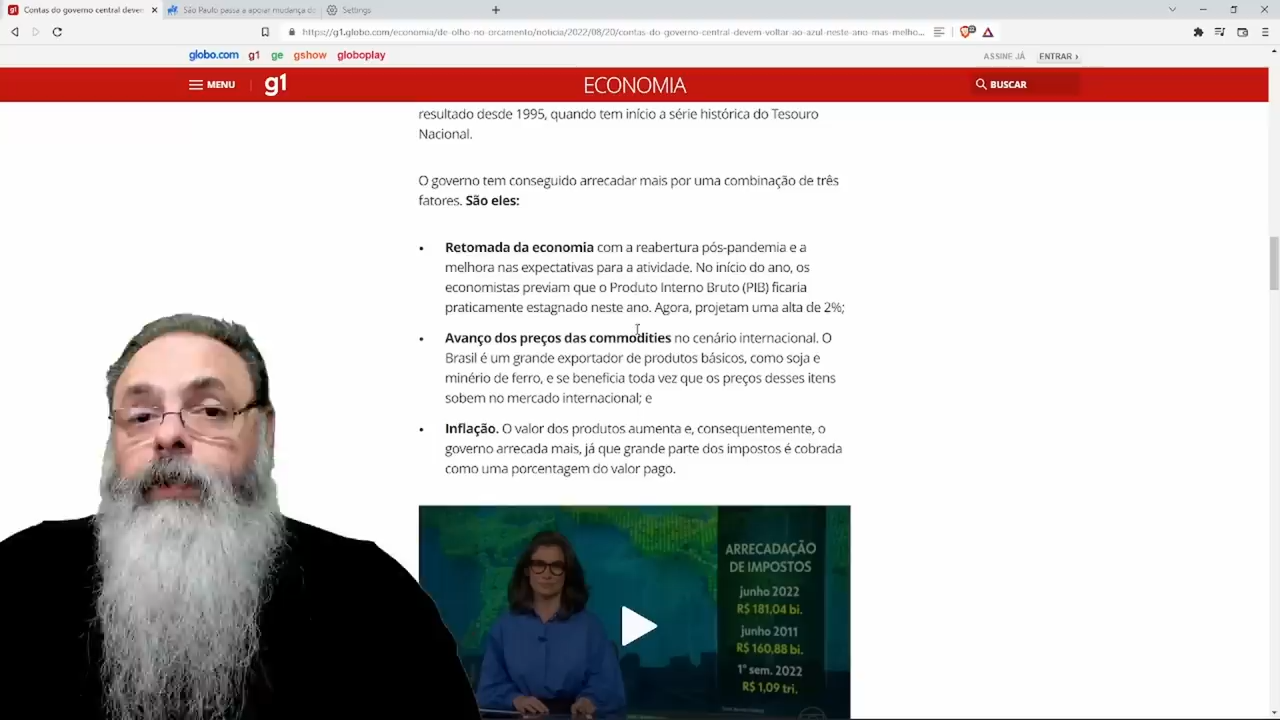 Contas do governo central deven
São Paulo passa a apoiar mudança do
Settings
https://g1.globo.com/economia/de-olho-no-orcamento/noticia/2022/08/20/contas-do-governo-central-devem-voltar-ao-azul-neste-ano-mas-melho...
globo.com g1 ge gshow globoplay
ASSINE JÁ ENTRAR ›
MENU g1 ECONOMIA BUSCAR
resultado desde 1995, quando tem início a série histórica do Tesouro
Nacional.
O governo tem conseguido arrecadar mais por uma combinação de três
fatores. São eles:
• Retomada da economia com a reabertura pós-pandemia e a
melhora nas expectativas para a atividade. No início do ano, os
economistas previam que o Produto Interno Bruto (PIB) ficaria
praticamente estagnado neste ano. Agora, projetam uma alta de 2%;
• Avanço dos preços das commodities no cenário internacional. O
Brasil é um grande exportador de produtos básicos, como soja e
minério de ferro, e se beneficia toda vez que os preços desses itens
sobem no mercado internacional; e
• Inflação. O valor dos produtos aumenta e, consequentemente, o
governo arrecada mais, já que grande parte dos impostos é cobrada
como uma porcentagem do valor pago.
ARRECADAÇÃO
DE IMPOSTOS
junho 2022
R$ 181,04 bi.
junho 2011
R$ 160,88 bi.
1º sem. 2022
R$ 1,09 tri.